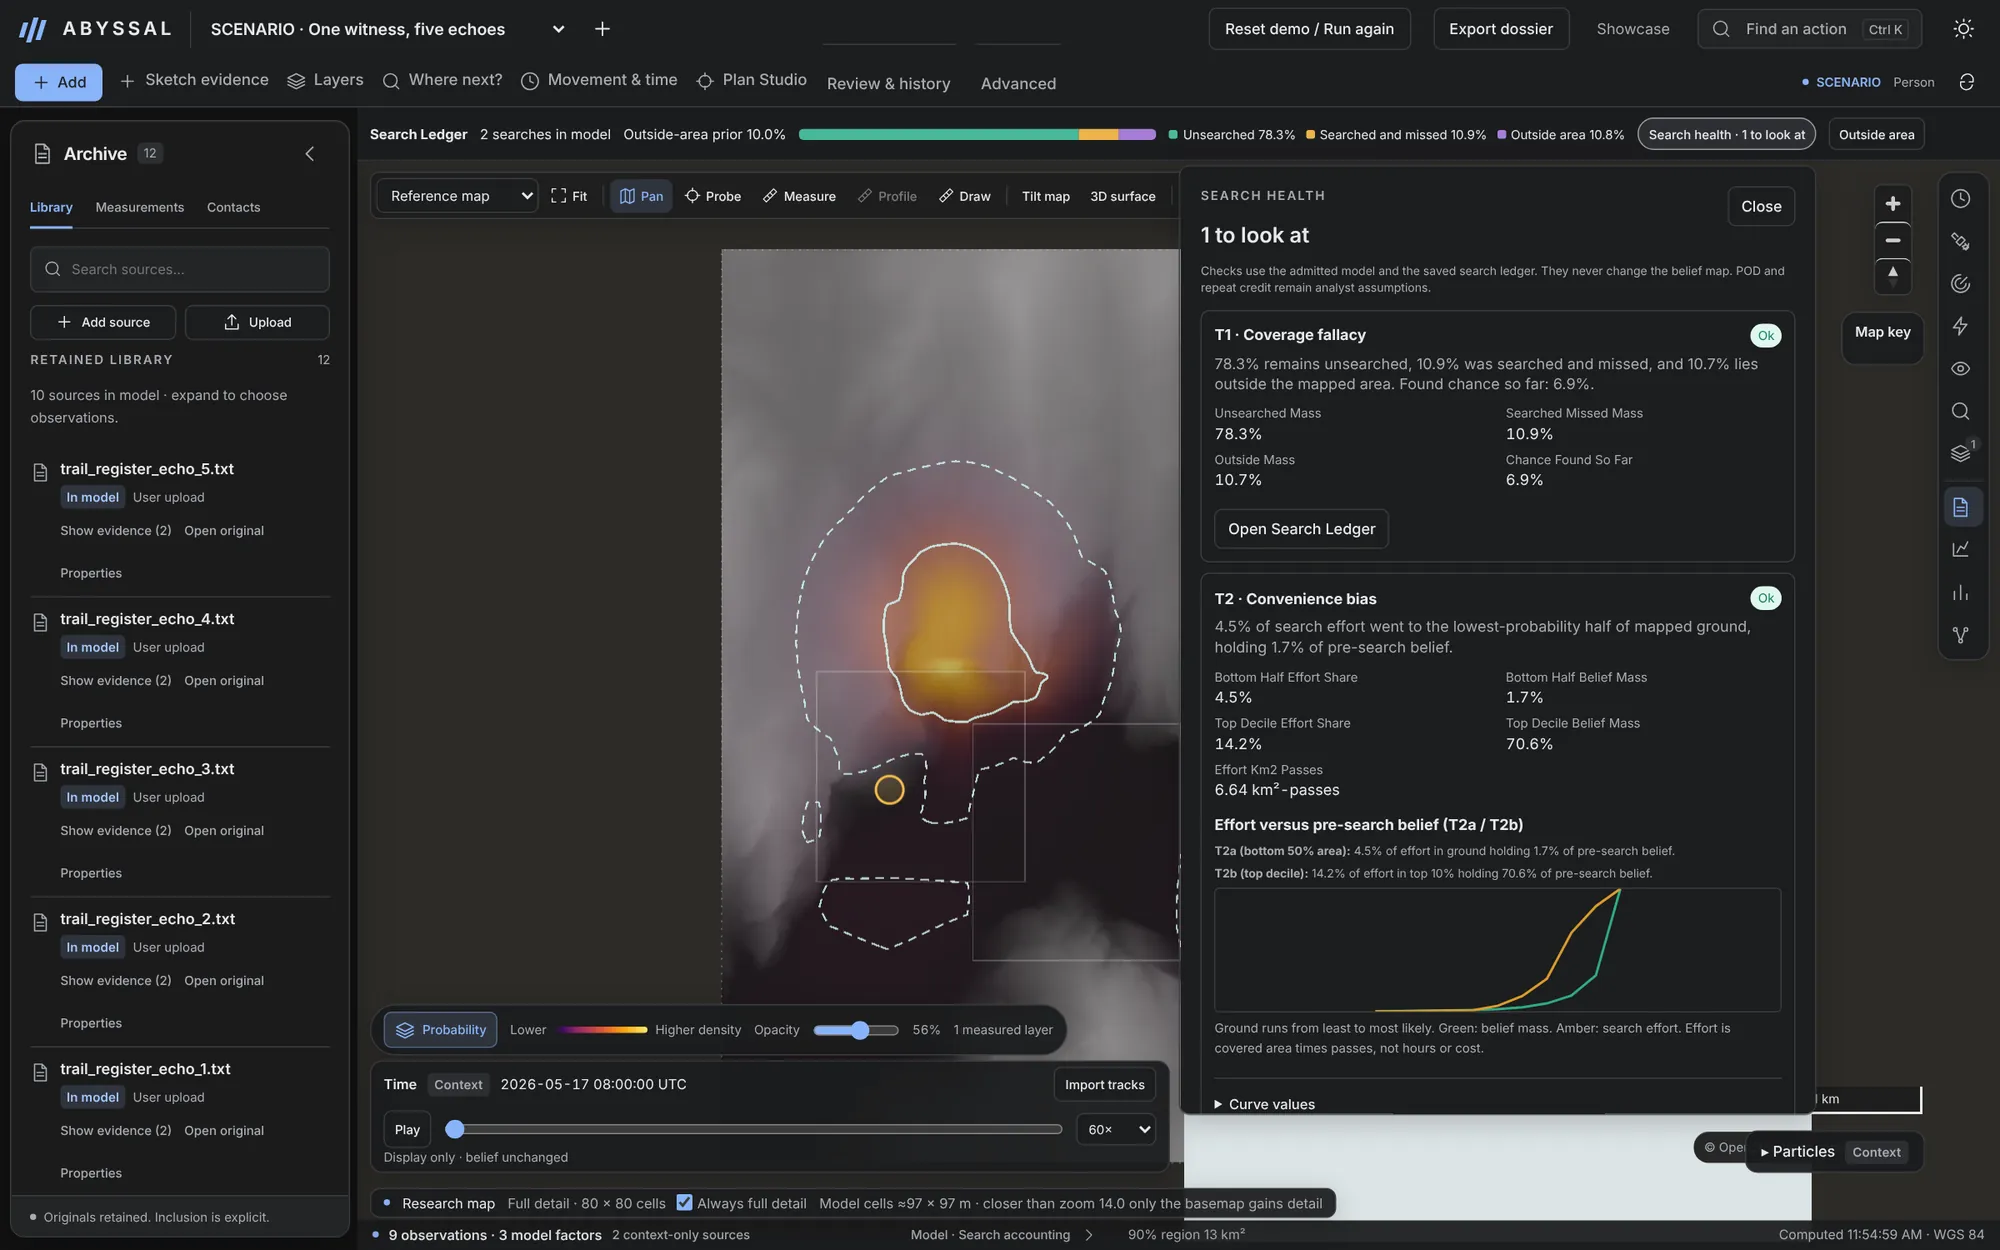 ABYSSAL
SCENARIO · One witness, five echoes
Reset demo / Run again
Export dossier
Showcase
Find an action
Ctrl K
Add
Sketch evidence
Layers
Where next?
Movement & time
Plan Studio
Review & history
Advanced
SCENARIO
Person
Archive 12
Library
Measurements
Contacts
Search sources...
Add source
Upload
RETAINED LIBRARY 12
10 sources in model · expand to choose
observations.
trail_register_echo_5.txt
In model User upload
Show evidence (2) Open original
Properties
trail_register_echo_4.txt
In model User upload
Show evidence (2) Open original
Properties
trail_register_echo_3.txt
In model User upload
Show evidence (2) Open original
Properties
trail_register_echo_2.txt
In model User upload
Show evidence (2) Open original
Properties
trail_register_echo_1.txt
In model User upload
Show evidence (2) Open original
Properties
Originals retained. Inclusion is explicit.
Search Ledger 2 searches in model Outside-area prior 10.0%
Unsearched 78.3% Searched and missed 10.9% Outside area 10.8%
Search health · 1 to look at
Outside area
Reference map
Fit
Pan
Probe
Measure
Profile
Draw
Tilt map
3D surface
SEARCH HEALTH
1 to look at
Close
Checks use the admitted model and the saved search ledger. They never change the belief map. POD and
repeat credit remain analyst assumptions.
T1 · Coverage fallacy Ok
78.3% remains unsearched, 10.9% was searched and missed, and 10.7% lies
outside the mapped area. Found chance so far: 6.9%.
Unsearched Mass Searched Missed Mass
78.3% 10.9%
Outside Mass Chance Found So Far
10.7% 6.9%
Open Search Ledger
T2 · Convenience bias Ok
4.5% of search effort went to the lowest-probability half of mapped ground,
holding 1.7% of pre-search belief.
Bottom Half Effort Share Bottom Half Belief Mass
4.5% 1.7%
Top Decile Effort Share Top Decile Belief Mass
14.2% 70.6%
Effort Km2 Passes
6.64 km²-passes
Effort versus pre-search belief (T2a / T2b)
T2a (bottom 50% area): 4.5% of effort in ground holding 1.7% of pre-search belief.
T2b (top decile): 14.2% of effort in top 10% holding 70.6% of pre-search belief.
Ground runs from least to most likely. Green: belief mass. Amber: search effort. Effort is
covered area times passes, not hours or cost.
Curve values
Map key
1
km
© Ope
Particles Context
Probability
Lower
Higher density
Opacity
56%
1 measured layer
Time Context 2026-05-17 08:00:00 UTC
Import tracks
Play
60×
Display only · belief unchanged
Research map Full detail · 80 × 80 cells Always full detail Model cells ≈97 × 97 m · closer than zoom 14.0 only the basemap gains detail
9 observations · 3 model factors 2 context-only sources
Model · Search accounting
90% region 13 km²
Computed 11:54:59 AM · WGS 84